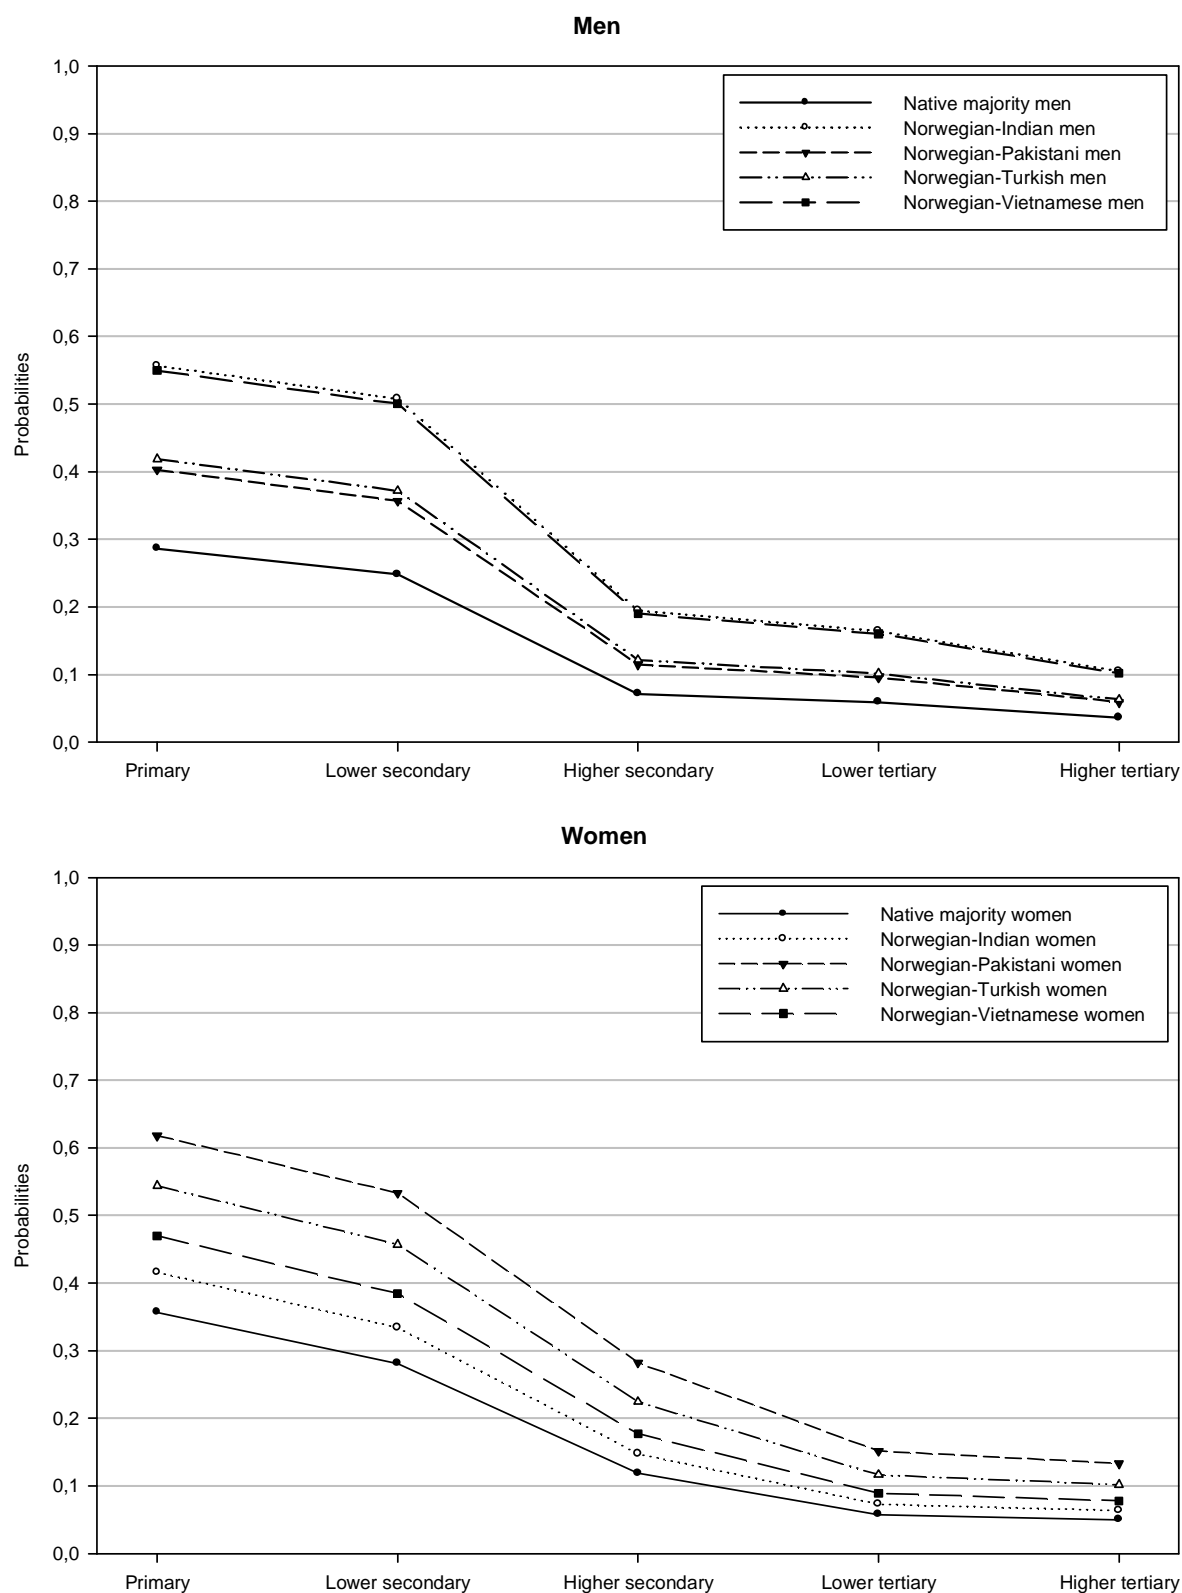 Men
1,0
0,9
0,8
0,7
0,6
0,5
0,4
0,3
0,2
0,1
0,0
Probabilities
Native majority men
Norwegian-Indian men
Norwegian-Pakistani men
Norwegian-Turkish men
Norwegian-Vietnamese men
Primary Lower secondary Higher secondary Lower tertiary Higher tertiary
Women
1,0
0,9
0,8
0,7
0,6
0,5
0,4
0,3
0,2
0,1
0,0
Probabilities
Native majority women
Norwegian-Indian women
Norwegian-Pakistani women
Norwegian-Turkish women
Norwegian-Vietnamese women
Primary Lower secondary Higher secondary Lower tertiary Higher tertiary